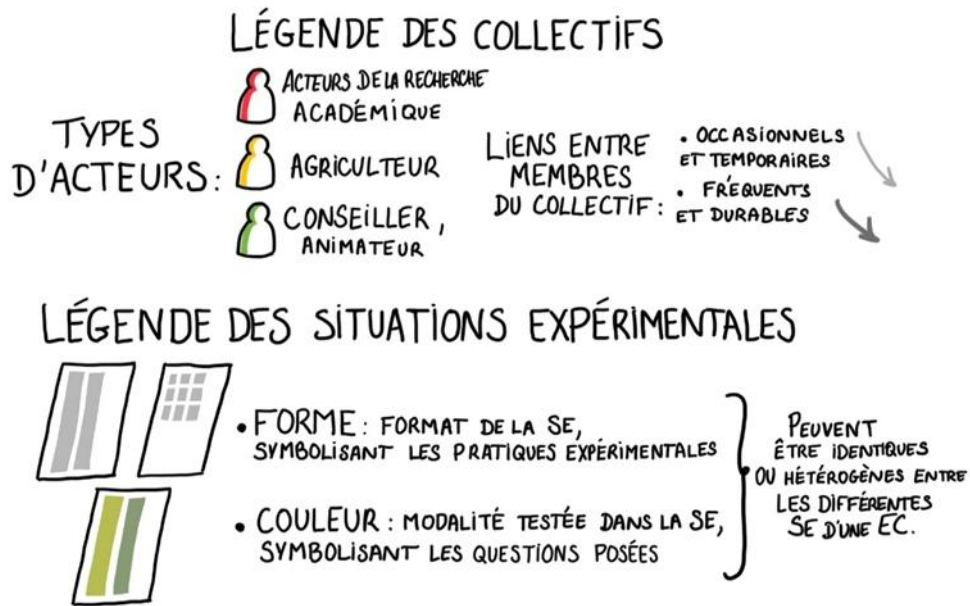 LÉGENDE DES COLLECTIFS
TYPES
D'ACTEURS :
ACTEURS DE LA RECHERCHE
ACADÉMIQUE
AGRICULTEUR
CONSEILLER,
ANIMATEUR
LIENS ENTRE
MEMBRES
DU COLLECTIF :
• OCCASIONNELS
ET TEMPORAIRES
• FRÉQUENTS
ET DURABLES
LÉGENDE DES SITUATIONS EXPÉRIMENTALES
• FORME : FORMAT DE LA SE,
SYMBOLISANT LES PRATIQUES EXPÉRIMENTALES
• COULEUR : MODALITÉ TESTÉE DANS LA SE,
SYMBOLISANT LES QUESTIONS POSÉES
PEUVENT
ÊTRE IDENTIQUES
OU HÉTÉROGÈNES ENTRE
LES DIFFÉRENTES
SE D'UNE EC.